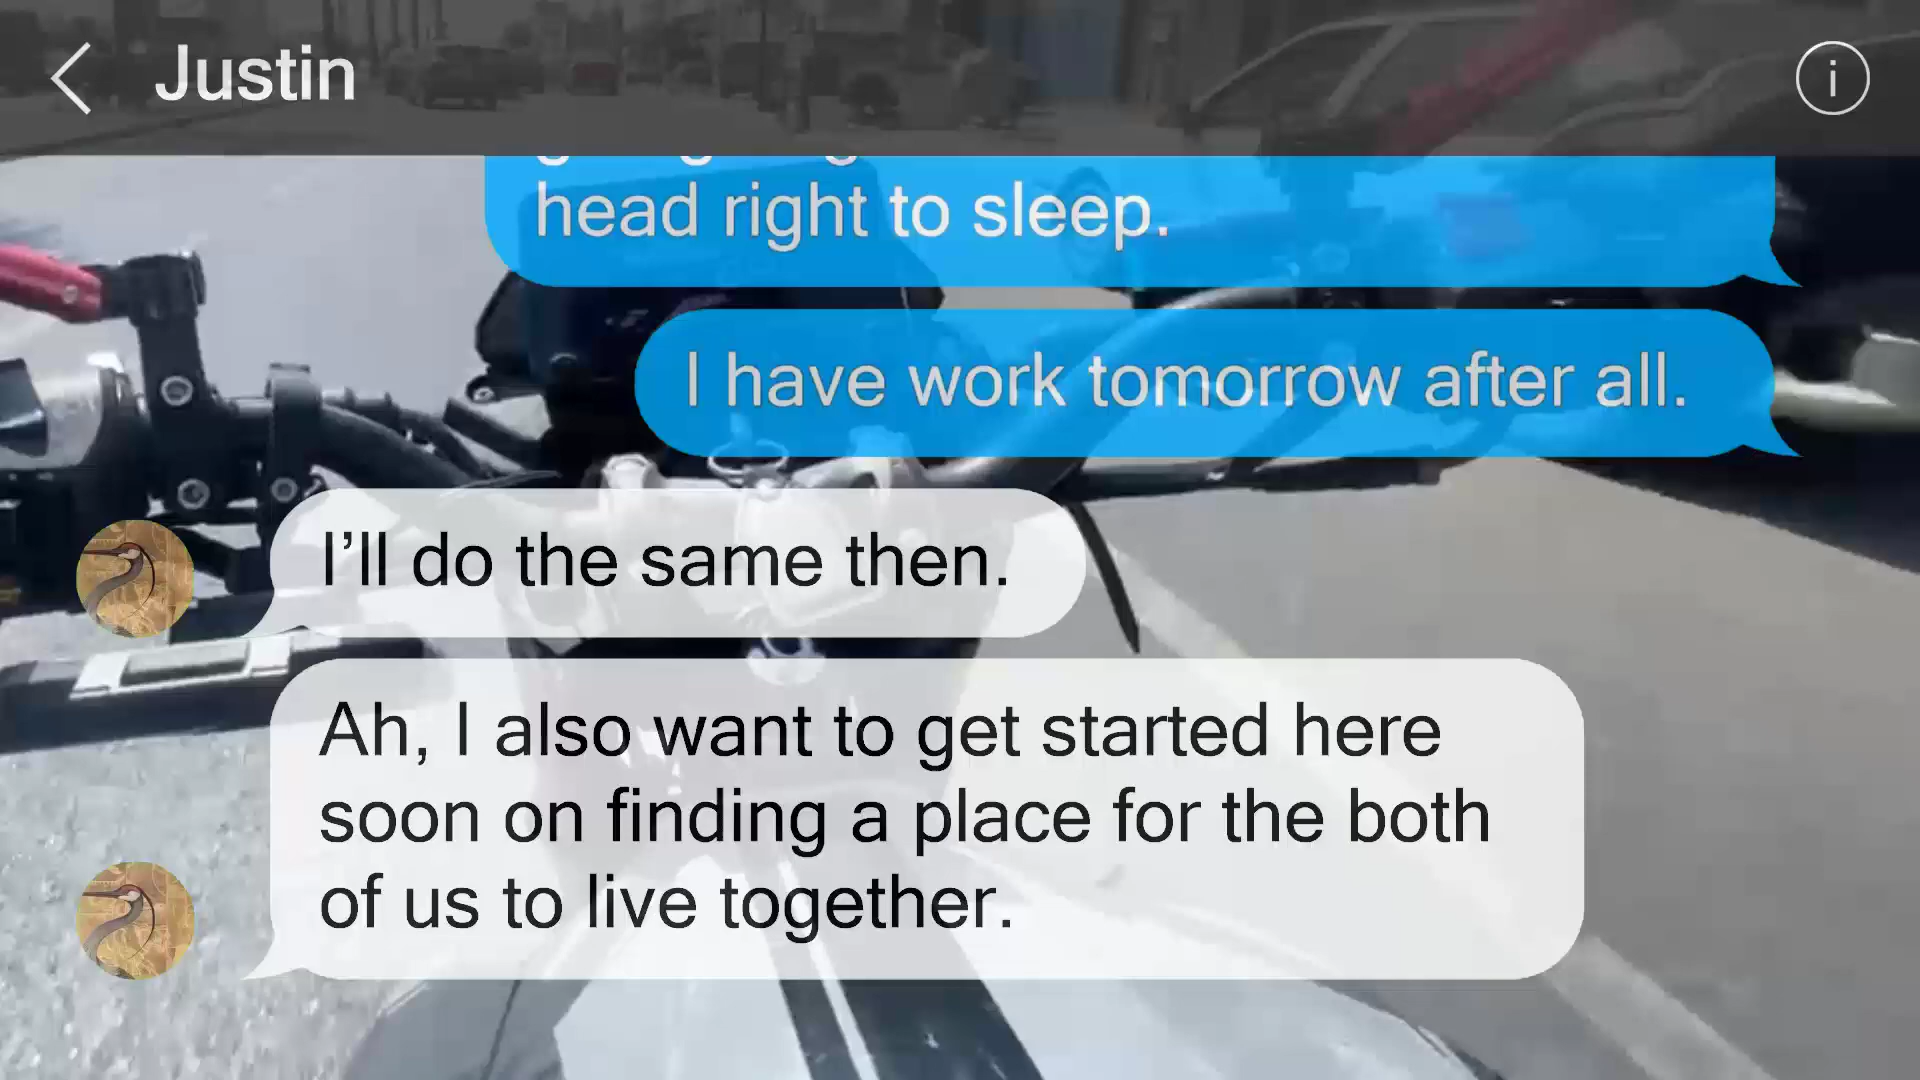 Justin
head right to sleep.
I have work tomorrow after all.
I’ll do the same then.
Ah, I also want to get started here
soon on finding a place for the both
of us to live together.